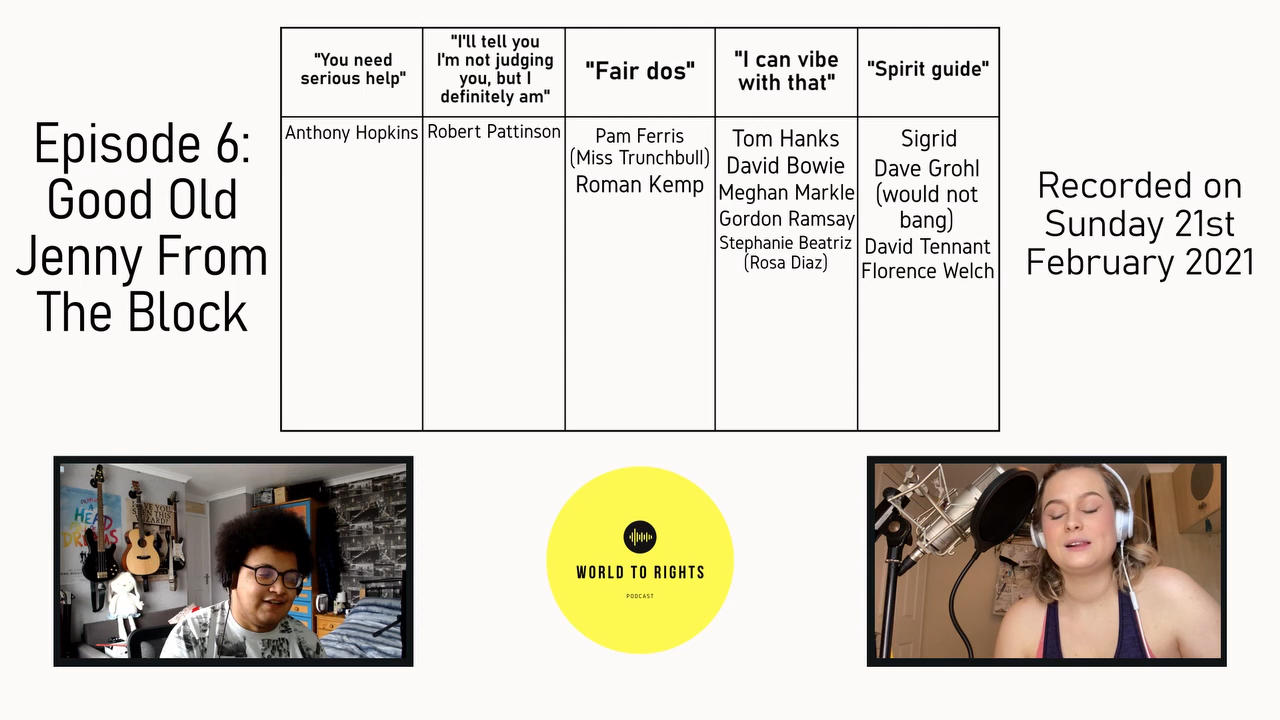 Episode 6:
Good Old
Jenny From
The Block
"You need
serious help"
"I'll tell you
I'm not judging
you, but I
definitely am"
"Fair dos"
"I can vibe
with that"
"Spirit guide"
Anthony Hopkins
Robert Pattinson
Pam Ferris
(Miss Trunchbull)
Roman Kemp
Tom Hanks
David Bowie
Meghan Markle
Gordon Ramsay
Stephanie Beatriz
(Rosa Diaz)
Sigrid
Dave Grohl
(would not
bang)
David Tennant
Florence Welch
Recorded on
Sunday 21st
February 2021
A
HEAD
WORLD TO RIGHTS
PODCAST